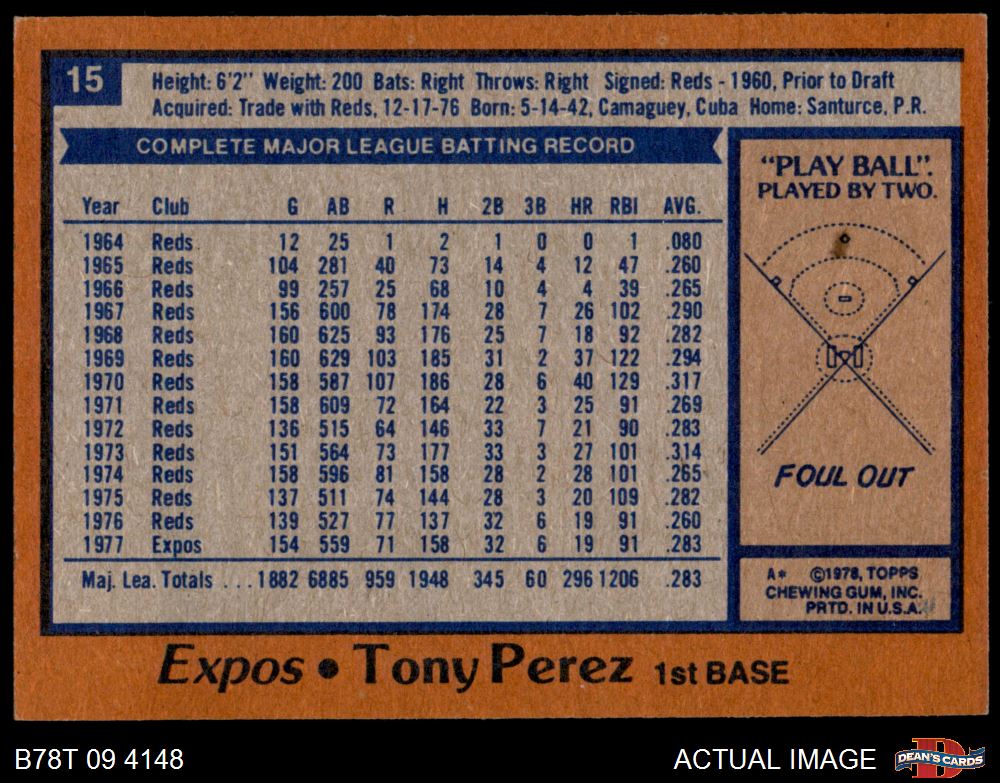 15
Height: 6'2'' Weight: 200 Bats: Right Throws: Right Signed: Reds - 1960, Prior to Draft
Acquired: Trade with Reds, 12-17-76 Born: 5-14-42, Camaguey, Cuba Home: Santurce, P.R.
COMPLETE MAJOR LEAGUE BATTING RECORD
Year Club G AB R H 2B 3B HR RBI AVG.
1964 Reds 12 25 1 2 1 0 0 1 .080
1965 Reds 104 281 40 73 14 4 12 47 .260
1966 Reds 99 257 25 68 10 4 4 39 .265
1967 Reds 156 600 78 174 28 7 26 102 .290
1968 Reds 160 625 93 176 25 7 18 92 .282
1969 Reds 160 629 103 185 31 2 37 122 .294
1970 Reds 158 587 107 186 28 6 40 129 .317
1971 Reds 158 609 72 164 22 3 25 91 .269
1972 Reds 136 515 64 146 33 7 21 90 .283
1973 Reds 151 564 73 177 33 3 27 101 .314
1974 Reds 158 596 81 158 28 2 28 101 .265
1975 Reds 137 511 74 144 28 3 20 109 .282
1976 Reds 139 527 77 137 32 6 19 91 .260
1977 Expos 154 559 71 158 32 6 19 91 .283
Maj. Lea. Totals ... 1882 6885 959 1948 345 60 296 1206 .283
"PLAY BALL".
PLAYED BY TWO.
FOUL OUT
A* ©1978, TOPPS
CHEWING GUM, INC.
PRTD. IN U.S.A.
Expos • Tony Perez 1st BASE
B78T 09 4148
ACTUAL IMAGE
DEAN'S CARDS